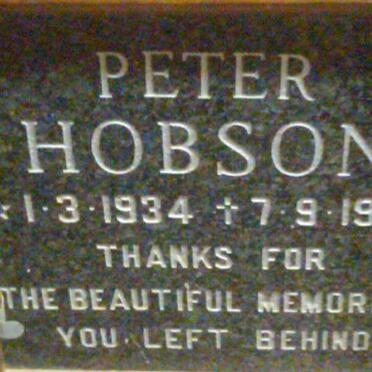 PETER
HOBSON
* 1·3·1934 † 7·9·19
THANKS FOR
THE BEAUTIFUL MEMOR
YOU LEFT BEHIND